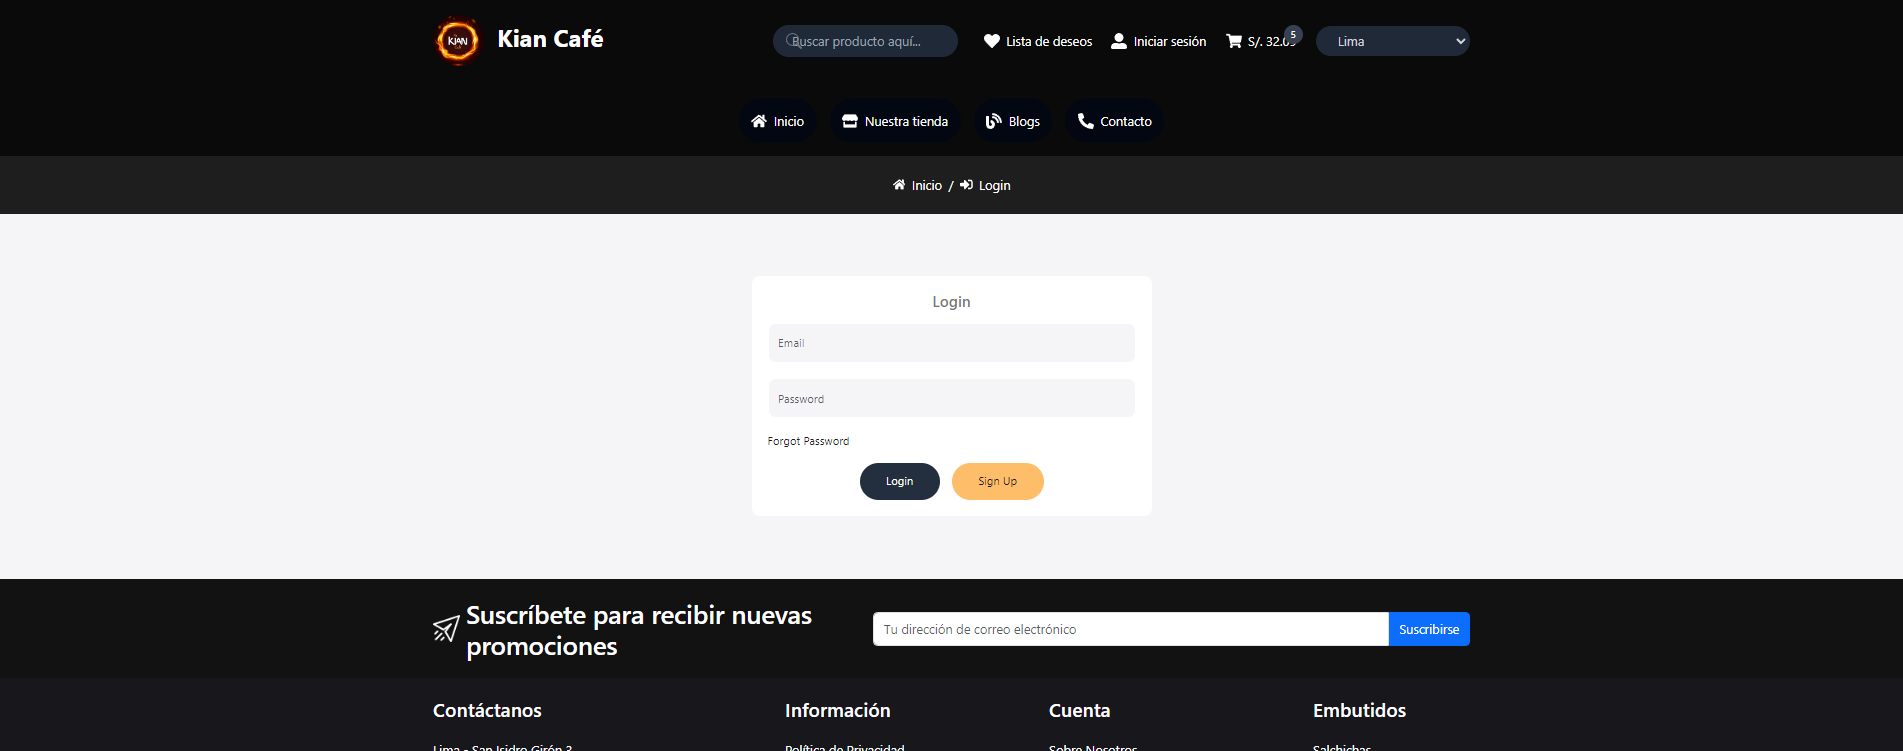 KIAN
Kian Café
Buscar producto aquí...
Lista de deseos
Iniciar sesión
S/. 32.05
5
Lima
Inicio
Nuestra tienda
Blogs
Contacto
Inicio / Login
Login
Email
Password
Forgot Password
Login
Sign Up
Suscríbete para recibir nuevas
promociones
Tu dirección de correo electrónico
Suscribirse
Contáctanos
Información
Cuenta
Embutidos
Lima - San Isidro Girón 3
Política de Privacidad
Sobre Nosotros
Salchichas